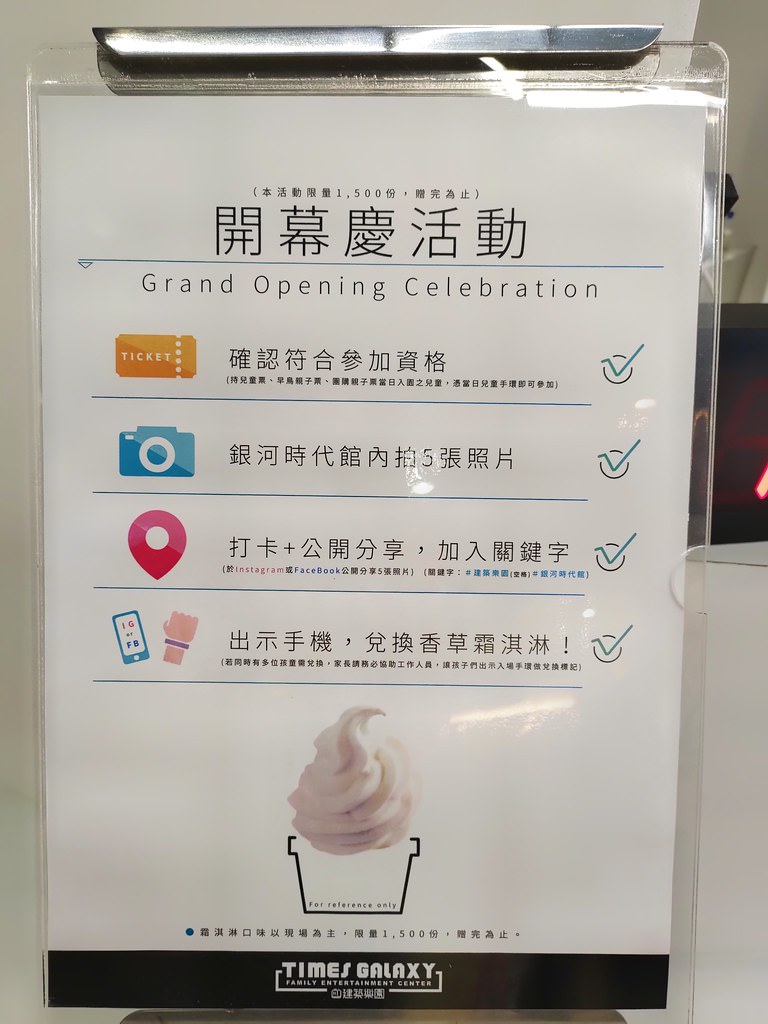 (本活動限量1,500份,贈完為止)
開幕慶活動
Grand Opening Celebration
TICKET
確認符合參加資格
(持兒童票、早鳥親子票、團購親子票當日入園之兒童,憑當日兒童手環即可參加)
銀河時代館內拍5張照片
打卡+公開分享,加入關鍵字
(於Instagram或FaceBook公開分享5張照片) (關鍵字:#建築樂園(空格)#銀河時代館)
IG
or
FB
出示手機,兌換香草霜淇淋!
(若同時有多位孩童需兌換,家長請務必協助工作人員,讓孩子們出示入場手環做兌換標記)
For reference only
● 霜淇淋口味以現場為主,限量1,500份,贈完為止。
TIMES GALAXY
FAMILY ENTERTAINMENT CENTER
建築樂園